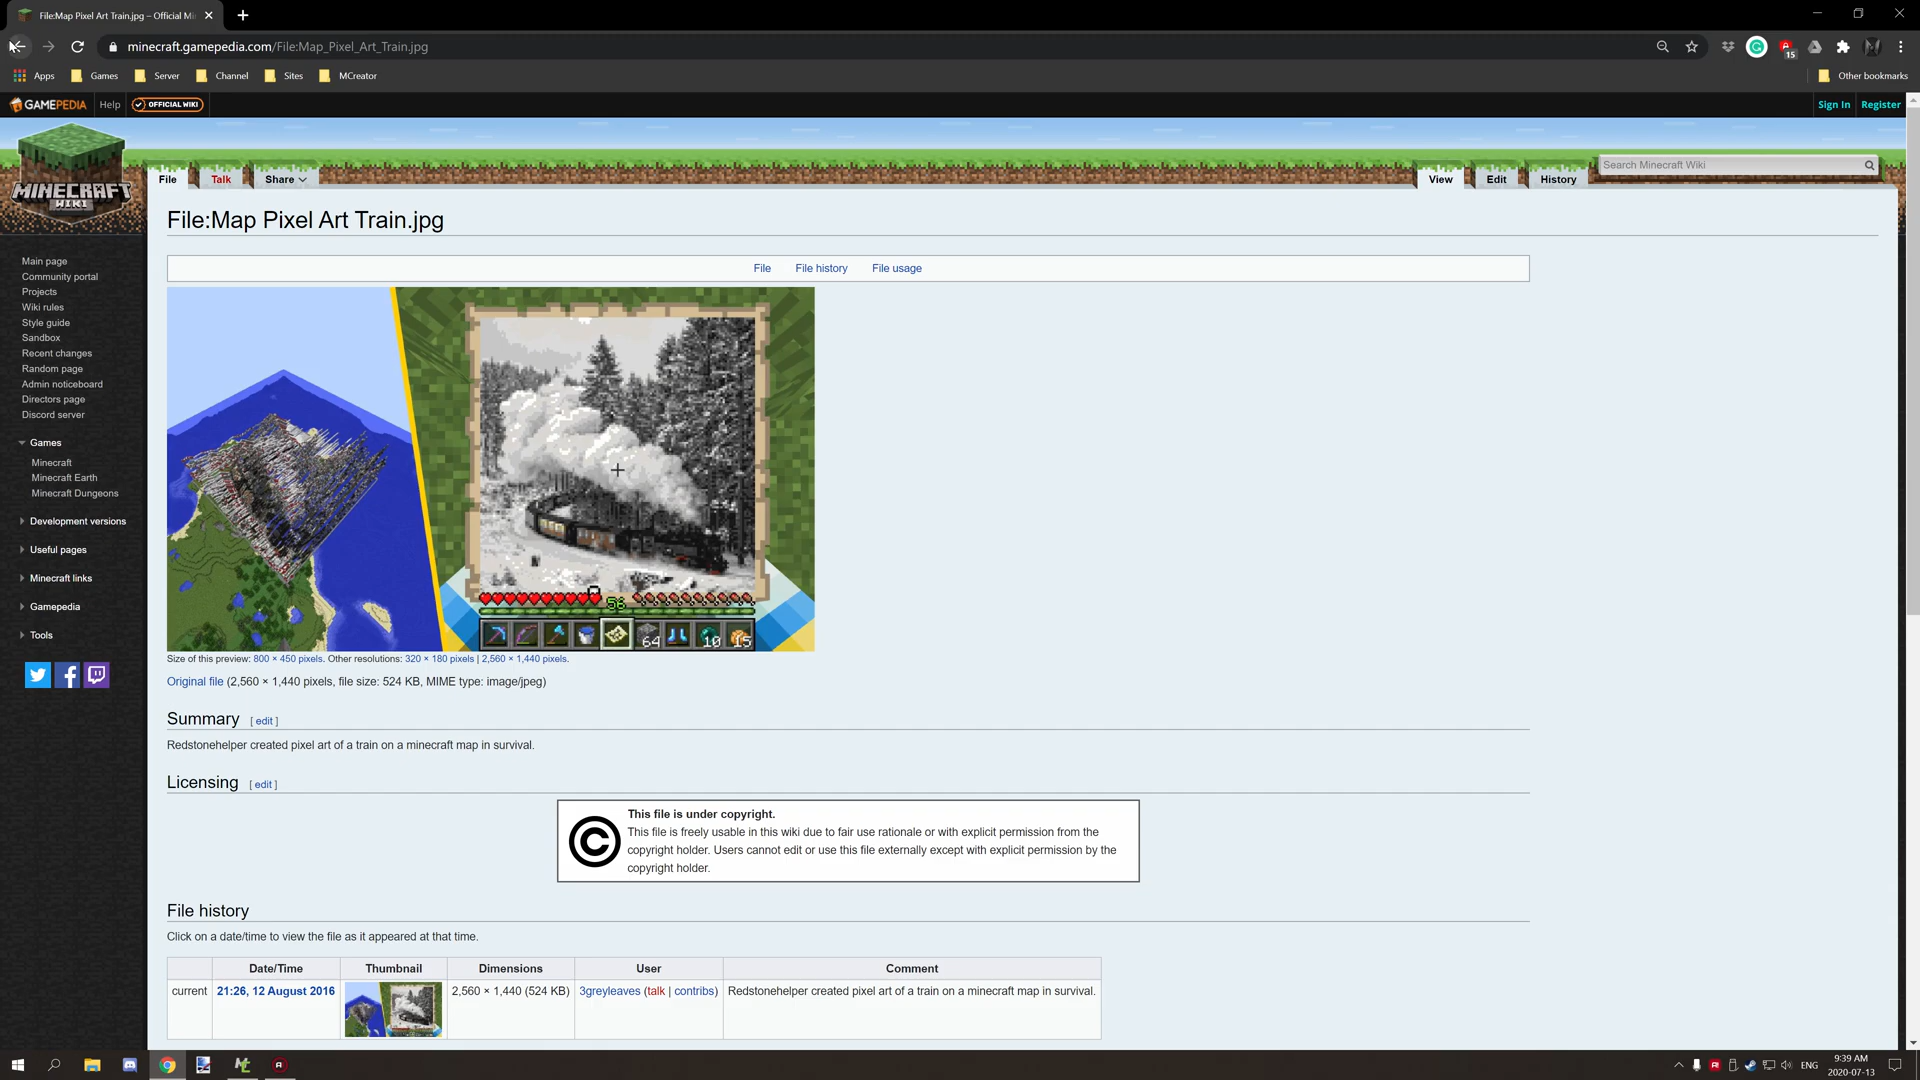 File:Map Pixel Art Train.jpg – Official Mi
minecraft.gamepedia.com/File:Map_Pixel_Art_Train.jpg
15
Apps Games Server Channel Sites MCreator Other bookmarks
GAMEPEDIA Help OFFICIAL WIKI Sign In Register
MINECRAFT
WIKI
Search Minecraft Wiki
File Talk Share View Edit History
File:Map Pixel Art Train.jpg
File File history File usage
Main page
Community portal
Projects
Wiki rules
Style guide
Sandbox
Recent changes
Random page
Admin noticeboard
Directors page
Discord server
Games
Minecraft
Minecraft Earth
Minecraft Dungeons
Development versions
Useful pages
Minecraft links
Gamepedia
Tools
56
64 10 15
Size of this preview: 800 × 450 pixels. Other resolutions: 320 × 180 pixels | 2,560 × 1,440 pixels.
Original file (2,560 × 1,440 pixels, file size: 524 KB, MIME type: image/jpeg)
Summary [ edit ]
Redstonehelper created pixel art of a train on a minecraft map in survival.
Licensing [ edit ]
This file is under copyright.
This file is freely usable in this wiki due to fair use rationale or with explicit permission from the
copyright holder. Users cannot edit or use this file externally except with explicit permission by the
copyright holder.
File history
Click on a date/time to view the file as it appeared at that time.
Date/Time Thumbnail Dimensions User Comment
current 21:26, 12 August 2016 2,560 × 1,440 (524 KB) 3greyleaves (talk | contribs) Redstonehelper created pixel art of a train on a minecraft map in survival.
ENG
9:39 AM
2020-07-13